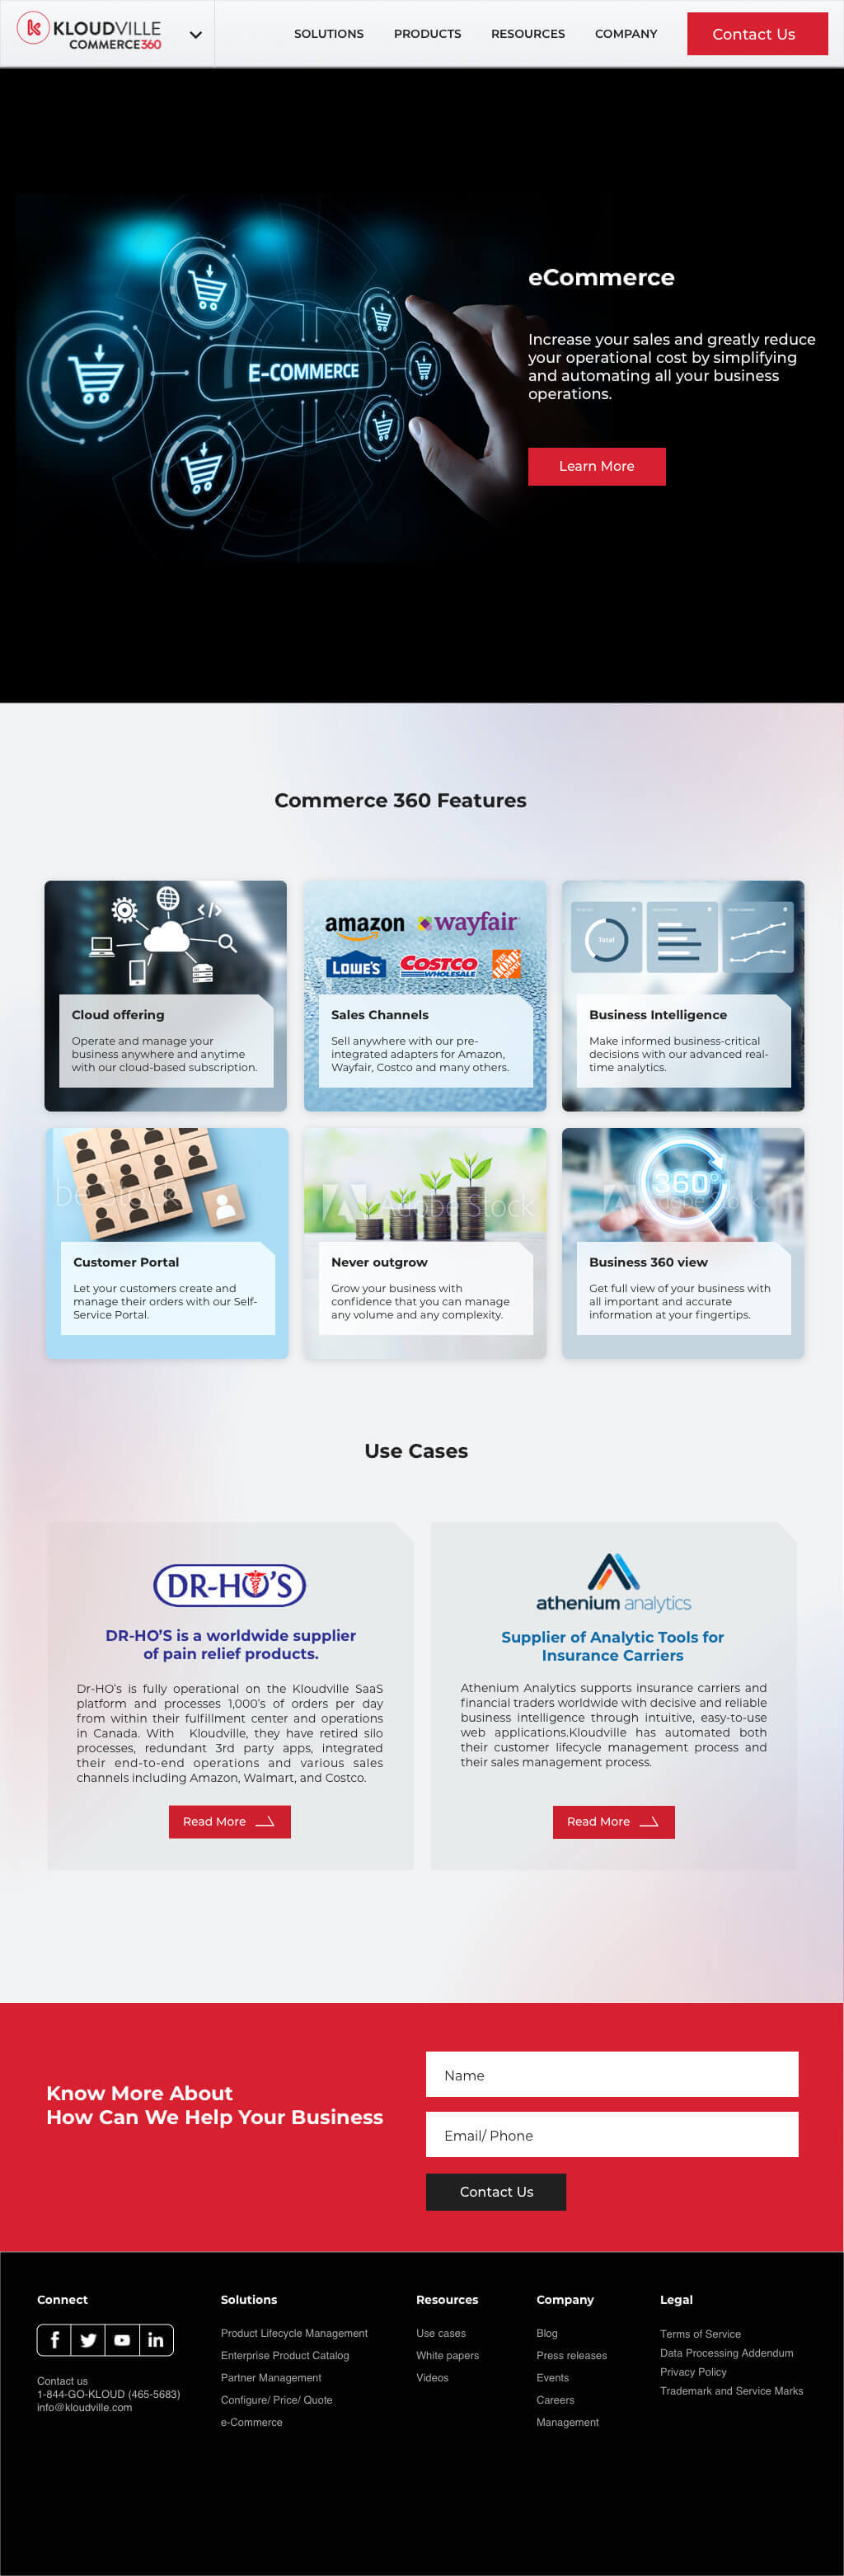 KLOUDVILLE
COMMERCE360
SOLUTIONS
PRODUCTS
RESOURCES
COMPANY
Contact Us
E-COMMERCE
eCommerce
Increase your sales and greatly reduce
your operational cost by simplifying
and automating all your business
operations.
Learn More
Commerce 360 Features
</>
Cloud offering
Operate and manage your
business anywhere and anytime
with our cloud-based subscription.
amazon
wayfair
LOWE'S
COSTCO
WHOLESALE
THE
HOME
DEPOT
Sales Channels
Sell anywhere with our pre-
integrated adapters for Amazon,
Wayfair, Costco and many others.
Total
Business Intelligence
Make informed business-critical
decisions with our advanced real-
time analytics.
be Stock
Customer Portal
Let your customers create and
manage their orders with our Self-
Service Portal.
Adobe Stock
Never outgrow
Grow your business with
confidence that you can manage
any volume and any complexity.
360°
Adobe Stock
Business 360 view
Get full view of your business with
all important and accurate
information at your fingertips.
Use Cases
DR-HO'S
DR-HO'S is a worldwide supplier
of pain relief products.
Dr-HO's is fully operational on the Kloudville SaaS
platform and processes 1,000's of orders per day
from within their fulfillment center and operations
in Canada. With Kloudville, they have retired silo
processes, redundant 3rd party apps, integrated
their end-to-end operations and various sales
channels including Amazon, Walmart, and Costco.
Read More
athenium analytics
Supplier of Analytic Tools for
Insurance Carriers
Athenium Analytics supports insurance carriers and
financial traders worldwide with decisive and reliable
business intelligence through intuitive, easy-to-use
web applications.Kloudville has automated both
their customer lifecycle management process and
their sales management process.
Read More
Know More About
How Can We Help Your Business
Name
Email/ Phone
Contact Us
Connect
Contact us
1-844-GO-KLOUD (465-5683)
info@kloudville.com
Solutions
Product Lifecycle Management
Enterprise Product Catalog
Partner Management
Configure/ Price/ Quote
e-Commerce
Resources
Use cases
White papers
Videos
Company
Blog
Press releases
Events
Careers
Management
Legal
Terms of Service
Data Processing Addendum
Privacy Policy
Trademark and Service Marks